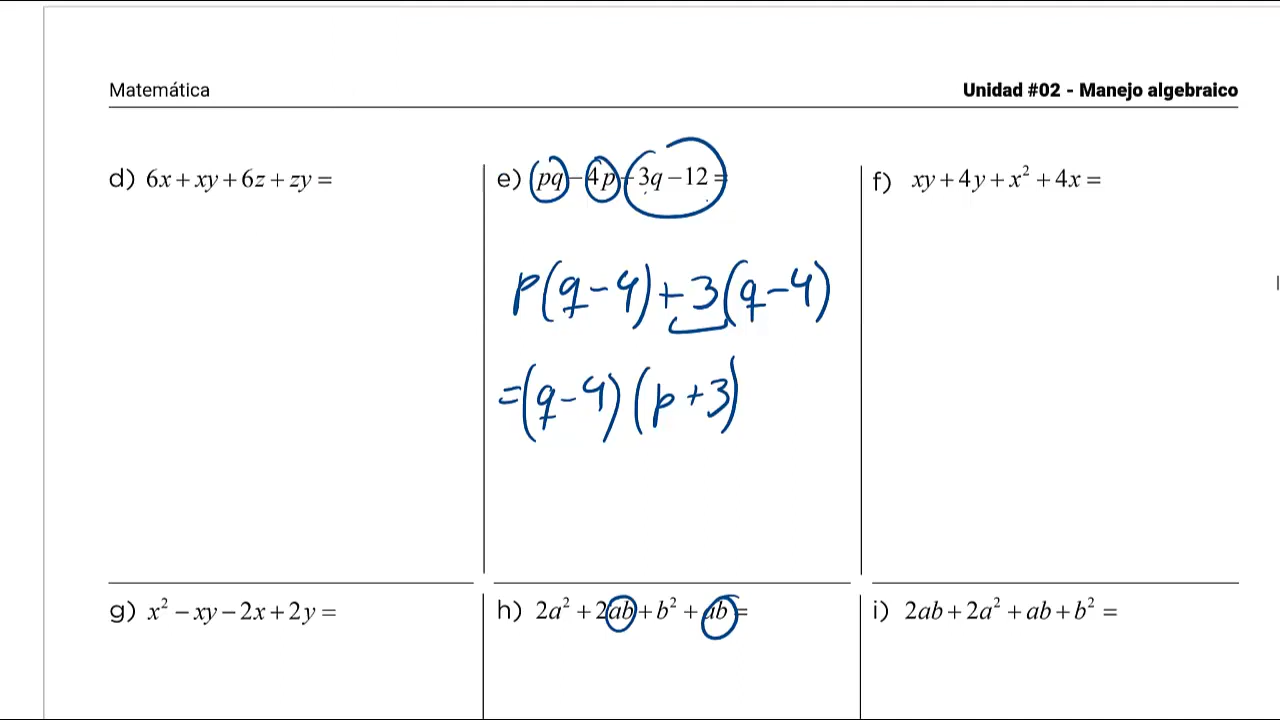 Matemática
Unidad #02 - Manejo algebraico
d) 6x + xy + 6z + zy =
e) pq - 4p + 3q - 12 =
p(q-4)+3(q-4)
=(q-4)(p+3)
f) xy + 4y + x² + 4x =
g) x² - xy - 2x + 2y =
h) 2a² + 2ab + b² + ab =
i) 2ab + 2a² + ab + b² =